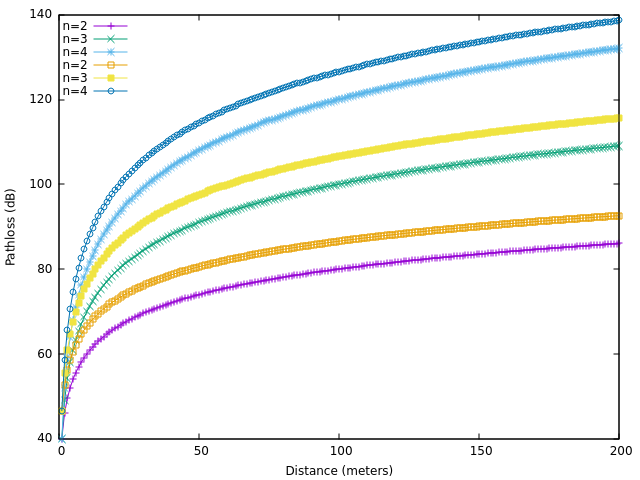 140
120
100
80
60
40
n=2
n=3
n=4
n=2
n=3
n=4
Pathloss (dB)
0 50 100 150 200
Distance (meters)